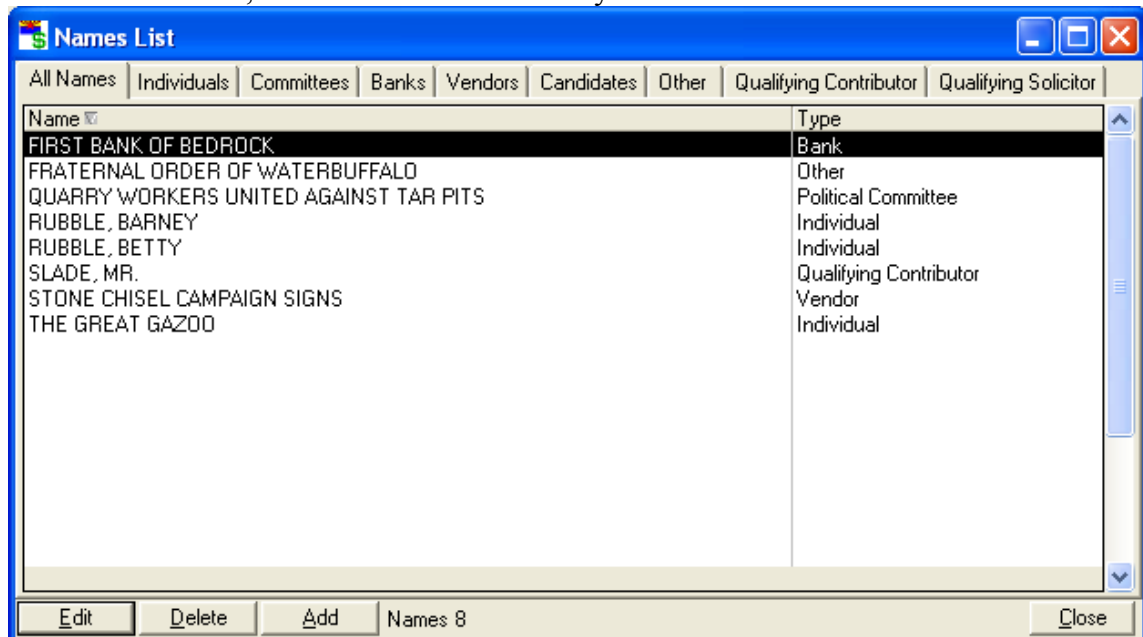 Names List
All Names Individuals Committees Banks Vendors Candidates Other Qualifying Contributor Qualifying Solicitor
Name Type
FIRST BANK OF BEDROCK Bank
FRATERNAL ORDER OF WATERBUFFALO Other
QUARRY WORKERS UNITED AGAINST TAR PITS Political Committee
RUBBLE, BARNEY Individual
RUBBLE, BETTY Individual
SLADE, MR. Qualifying Contributor
STONE CHISEL CAMPAIGN SIGNS Vendor
THE GREAT GAZOO Individual
Edit Delete Add Names 8 Close